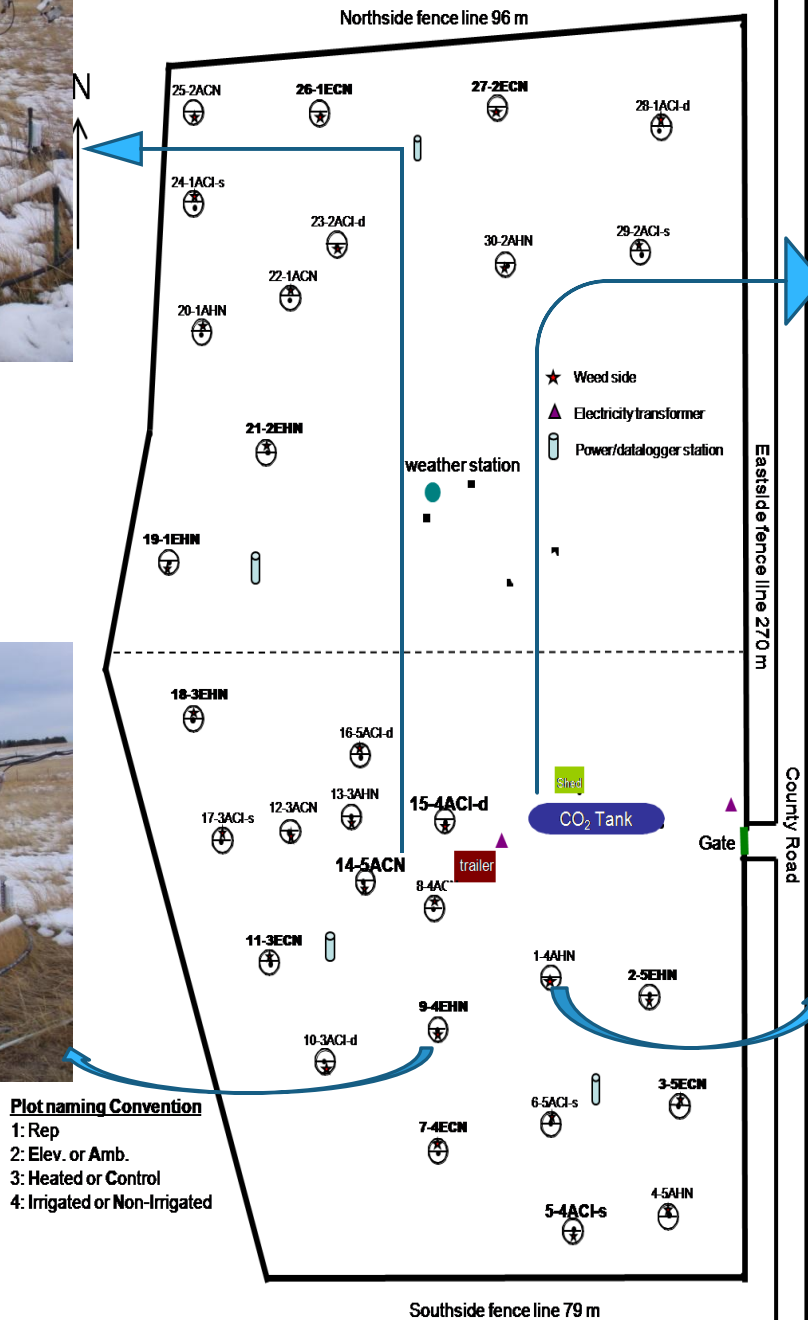 Northside fence line 96 m
N
25-2ACN
26-1ECN
27-2ECN
28-1ACI-d
24-1ACI-s
23-2ACI-d
30-2AHN
29-2ACI-s
22-1ACN
20-1AHN
Weed side
Electricity transformer
Power/datalogger station
21-2EHN
weather station
Eastside fence line 270 m
19-1EHN
18-3EHN
16-5ACI-d
Shed
13-3AHN
15-4ACI-d
12-3ACN
17-3ACI-s
CO₂ Tank
County Road
Gate
14-5ACN
trailer
8-4AC
11-3ECN
1-4AHN
2-5EHN
9-4EHN
10-3ACI-d
3-5ECN
6-5ACI-s
7-4ECN
Plot naming Convention
1: Rep
2: Elev. or Amb.
3: Heated or Control
4: Irrigated or Non-Irrigated
4-5AHN
5-4ACI-s
Southside fence line 79 m